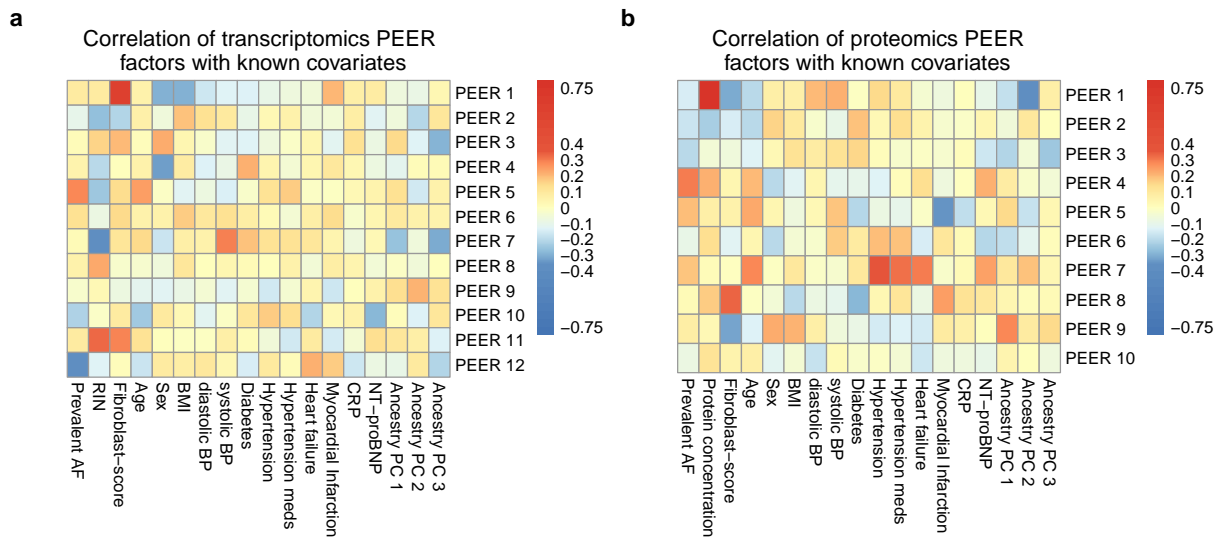 a
Correlation of transcriptomics PEER
factors with known covariates
PEER 1
PEER 2
PEER 3
PEER 4
PEER 5
PEER 6
PEER 7
PEER 8
PEER 9
PEER 10
PEER 11
PEER 12
0.75
0.4
0.3
0.2
0.1
0
−0.1
−0.2
−0.3
−0.4
−0.75
Prevalent AF
RIN
Fibroblast−score
Age
Sex
BMI
diastolic BP
systolic BP
Diabetes
Hypertension
Hypertension meds
Heart failure
Myocardial Infarction
CRP
NT−proBNP
Ancestry PC 1
Ancestry PC 2
Ancestry PC 3
b
Correlation of proteomics PEER
factors with known covariates
PEER 1
PEER 2
PEER 3
PEER 4
PEER 5
PEER 6
PEER 7
PEER 8
PEER 9
PEER 10
0.75
0.4
0.3
0.2
0.1
0
−0.1
−0.2
−0.3
−0.4
−0.75
Prevalent AF
Protein concentration
Fibroblast−score
Age
Sex
BMI
diastolic BP
systolic BP
Diabetes
Hypertension
Hypertension meds
Heart failure
Myocardial Infarction
CRP
NT−proBNP
Ancestry PC 1
Ancestry PC 2
Ancestry PC 3